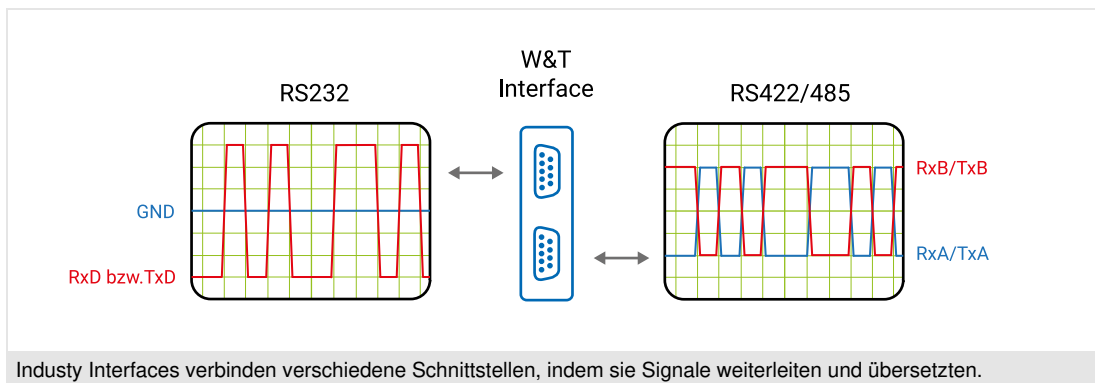 W&T
Interface
RS232
RS422/485
GND
RxD bzw.TxD
RxB/TxB
RxA/TxA
Industy Interfaces verbinden verschiedene Schnittstellen, indem sie Signale weiterleiten und übersetzten.